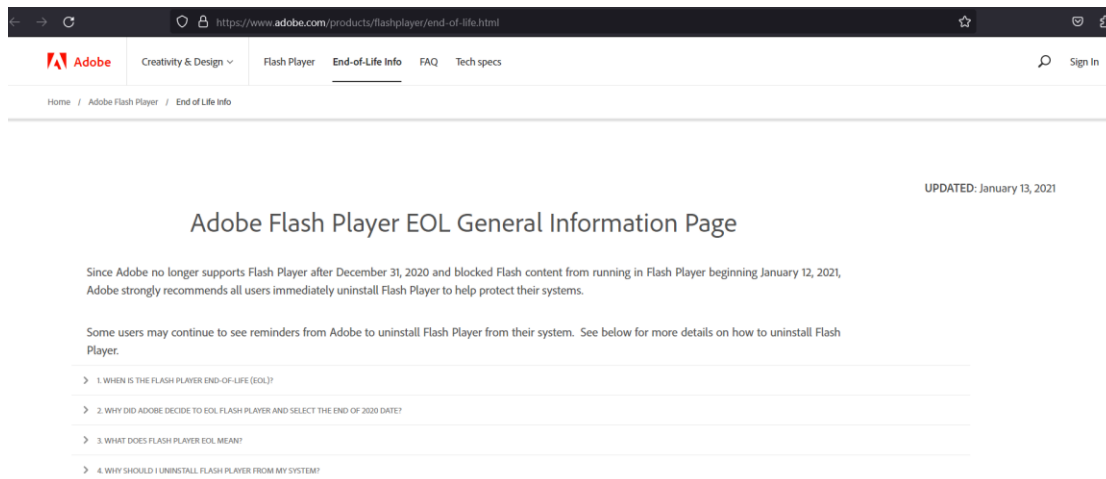 https://www.adobe.com/products/flashplayer/end-of-life.html
Adobe Creativity & Design Flash Player End-of-Life Info FAQ Tech specs Sign In
Home / Adobe Flash Player / End of Life Info
UPDATED: January 13, 2021
Adobe Flash Player EOL General Information Page
Since Adobe no longer supports Flash Player after December 31, 2020 and blocked Flash content from running in Flash Player beginning January 12, 2021,
Adobe strongly recommends all users immediately uninstall Flash Player to help protect their systems.
Some users may continue to see reminders from Adobe to uninstall Flash Player from their system. See below for more details on how to uninstall Flash
Player.
1. WHEN IS THE FLASH PLAYER END-OF-LIFE (EOL)?
2. WHY DID ADOBE DECIDE TO EOL FLASH PLAYER AND SELECT THE END OF 2020 DATE?
3. WHAT DOES FLASH PLAYER EOL MEAN?
4. WHY SHOULD I UNINSTALL FLASH PLAYER FROM MY SYSTEM?